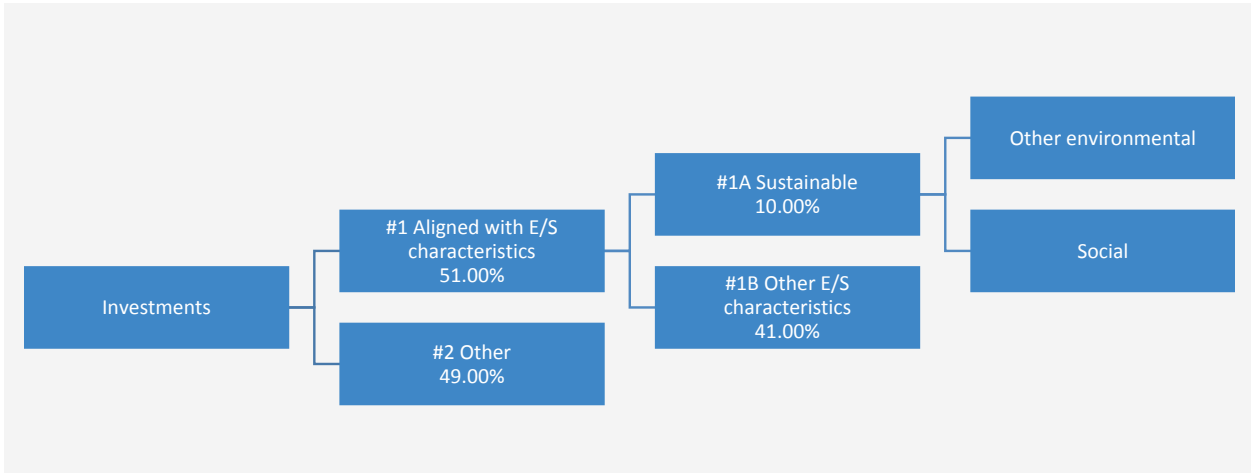 Investments
#1 Aligned with E/S
characteristics
51.00%
#2 Other
49.00%
#1A Sustainable
10.00%
#1B Other E/S
characteristics
41.00%
Other environmental
Social